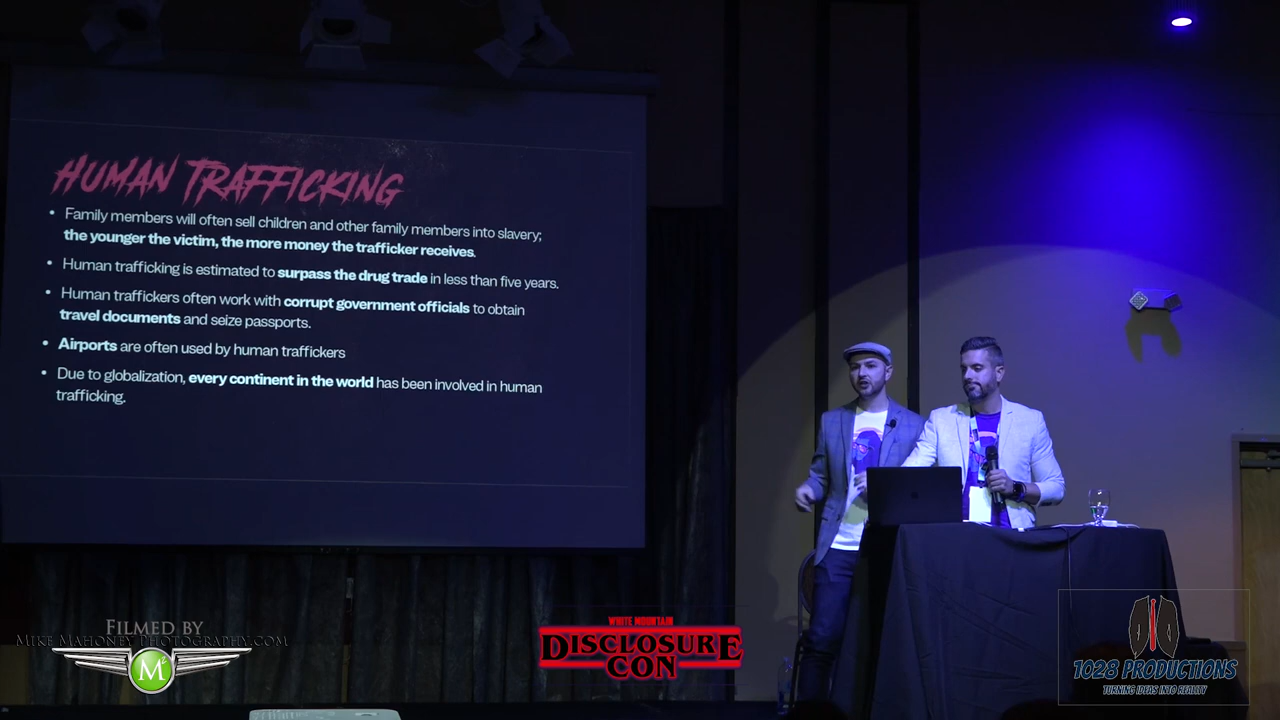 HUMAN TRAFFICKING
• Family members will often sell children and other family members into slavery;
the younger the victim, the more money the trafficker receives.
• Human trafficking is estimated to surpass the drug trade in less than five years.
• Human traffickers often work with corrupt government officials to obtain
travel documents and seize passports.
• Airports are often used by human traffickers
• Due to globalization, every continent in the world has been involved in human
trafficking.
FILMED BY
MIKE MAHONEY PHOTOGRAPHY.COM
M
WHITE MOUNTAIN
DISCLOSURE
CON
1028 PRODUCTIONS
TURNING IDEAS INTO REALITY